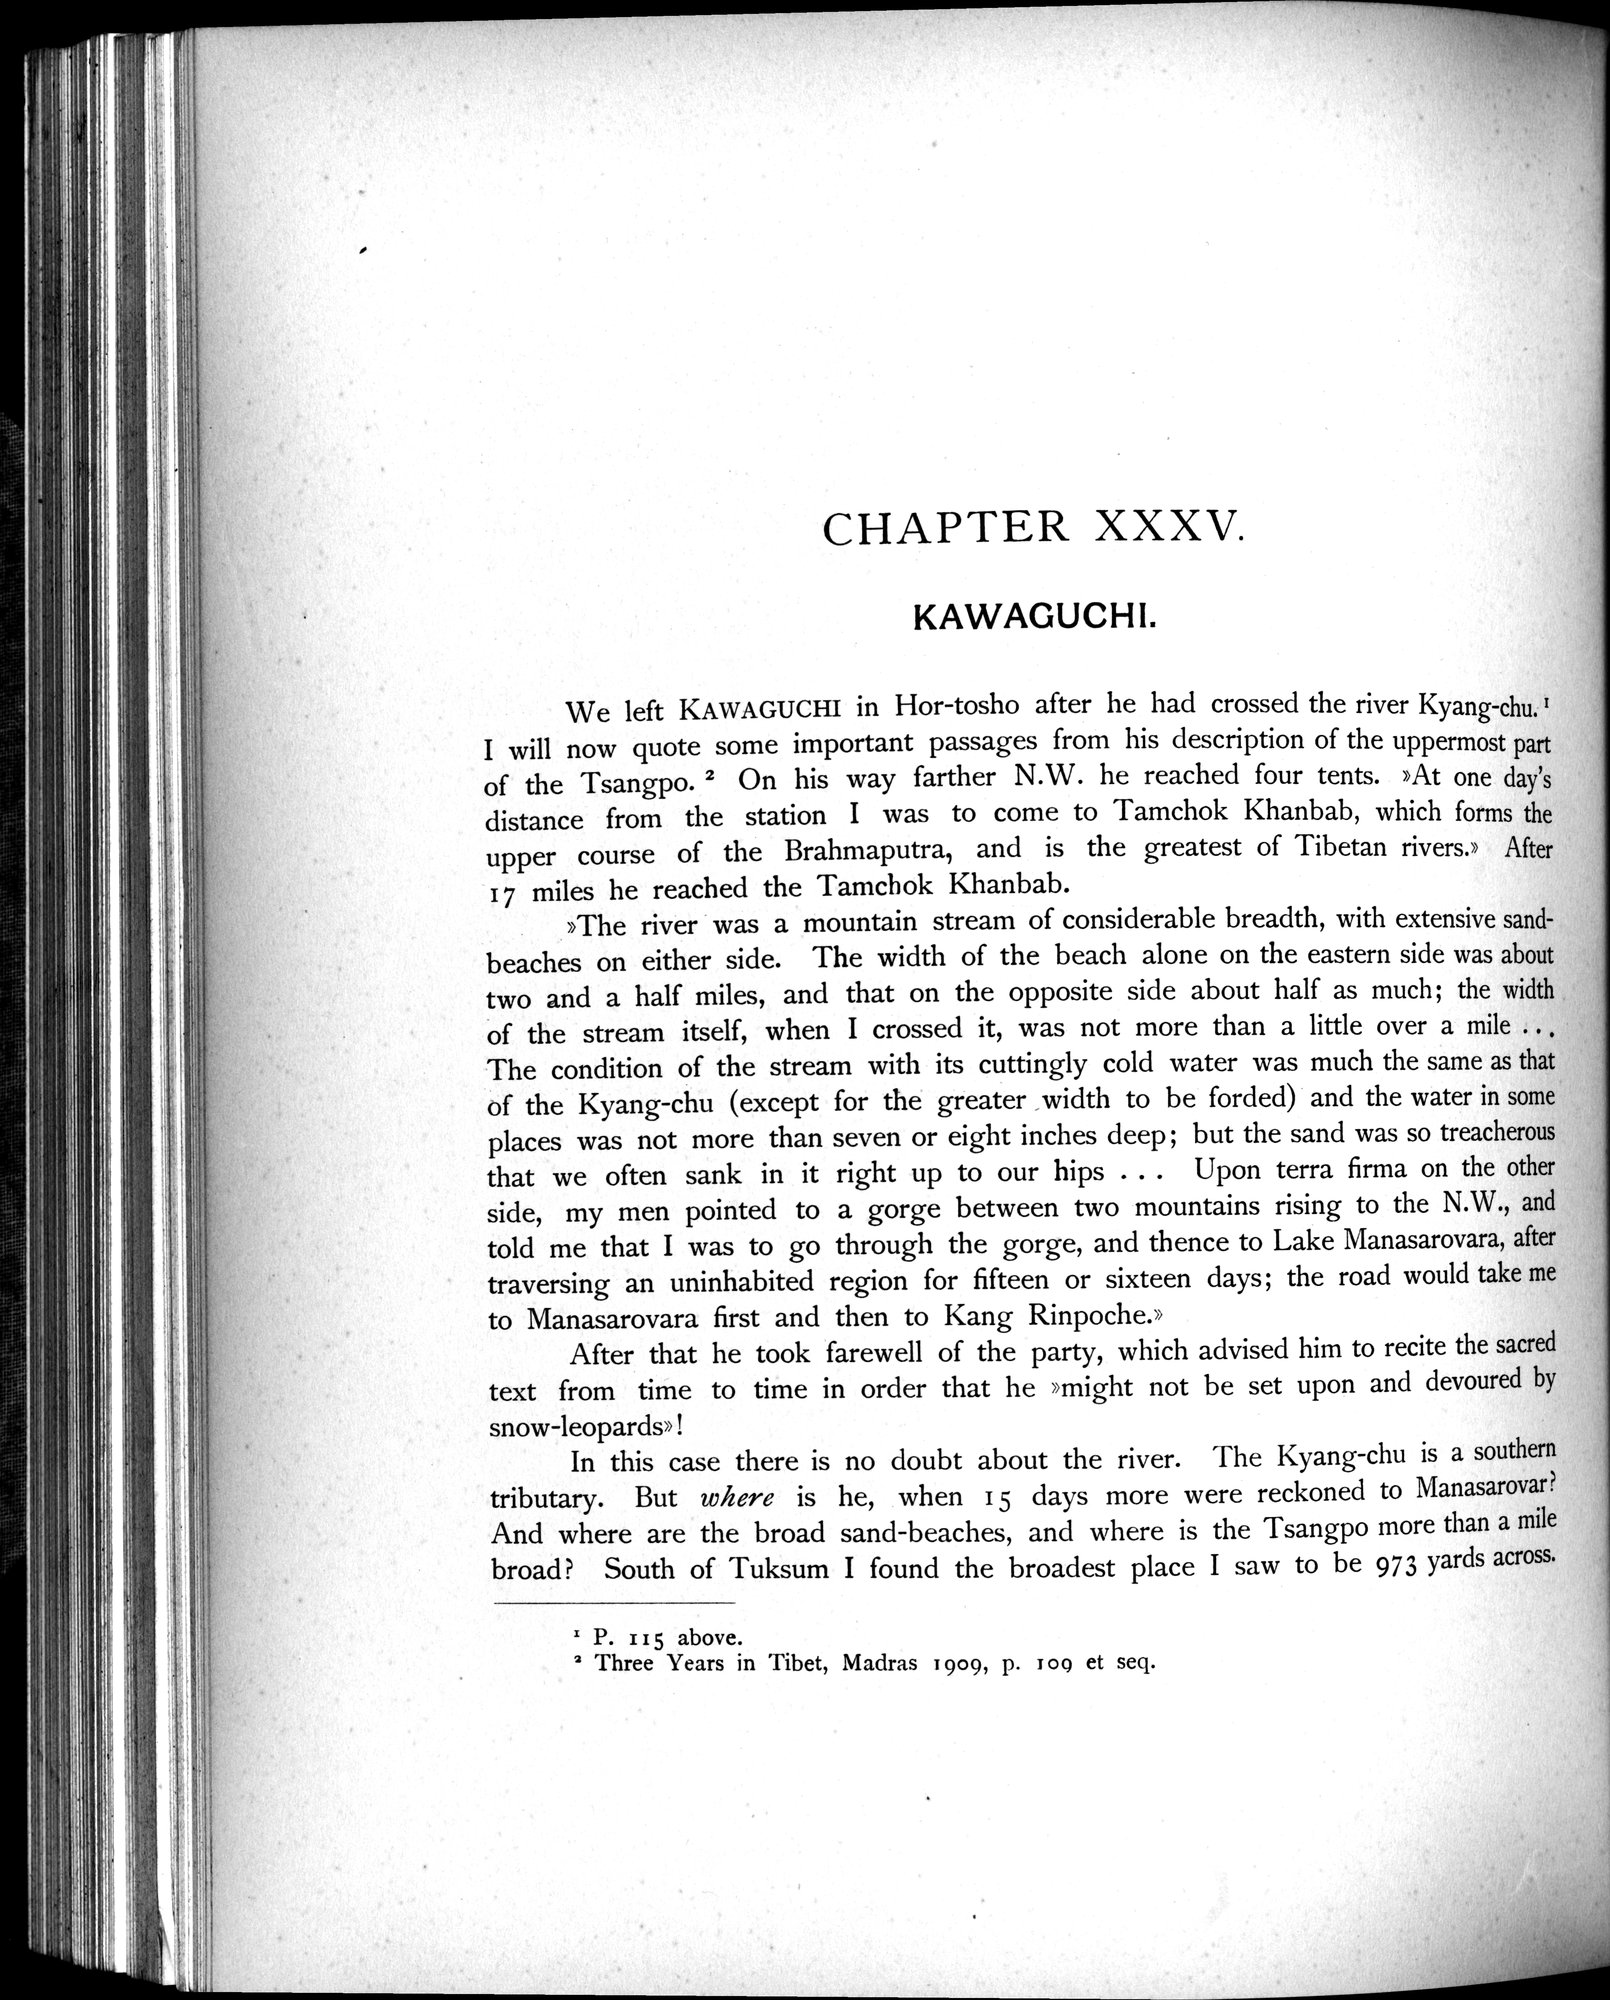 CHAPTER XXXV.
KAWAGUCHI.
We left KAWAGUCHI in Hor-tosho after he had crossed the river Kyang-chu. ¹
I will now quote some important passages from his description of the uppermost part
of the Tsangpo. ² On his way farther N.W. he reached four tents. »At one day's
distance from the station I was to come to Tamchok Khanbab, which forms the
upper course of the Brahmaputra, and is the greatest of Tibetan rivers.» After
17 miles he reached the Tamchok Khanbab.
»The river was a mountain stream of considerable breadth, with extensive sand-
beaches on either side. The width of the beach alone on the eastern side was about
two and a half miles, and that on the opposite side about half as much; the width
of the stream itself, when I crossed it, was not more than a little over a mile ...
The condition of the stream with its cuttingly cold water was much the same as that
of the Kyang-chu (except for the greater width to be forded) and the water in some
places was not more than seven or eight inches deep; but the sand was so treacherous
that we often sank in it right up to our hips ... Upon terra firma on the other
side, my men pointed to a gorge between two mountains rising to the N.W., and
told me that I was to go through the gorge, and thence to Lake Manasarovara, after
traversing an uninhabited region for fifteen or sixteen days; the road would take me
to Manasarovara first and then to Kang Rinpoche.»
After that he took farewell of the party, which advised him to recite the sacred
text from time to time in order that he »might not be set upon and devoured by
snow-leopards»!
In this case there is no doubt about the river. The Kyang-chu is a southern
tributary. But where is he, when 15 days more were reckoned to Manasarovar?
And where are the broad sand-beaches, and where is the Tsangpo more than a mile
broad? South of Tuksum I found the broadest place I saw to be 973 yards across.
¹ P. 115 above.
² Three Years in Tibet, Madras 1909, p. 109 et seq.